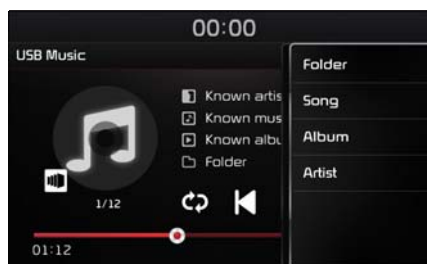 00:00
USB Music
Known artis
Known mus
Known albu
Folder
1/12
01:12
Folder
Song
Album
Artist